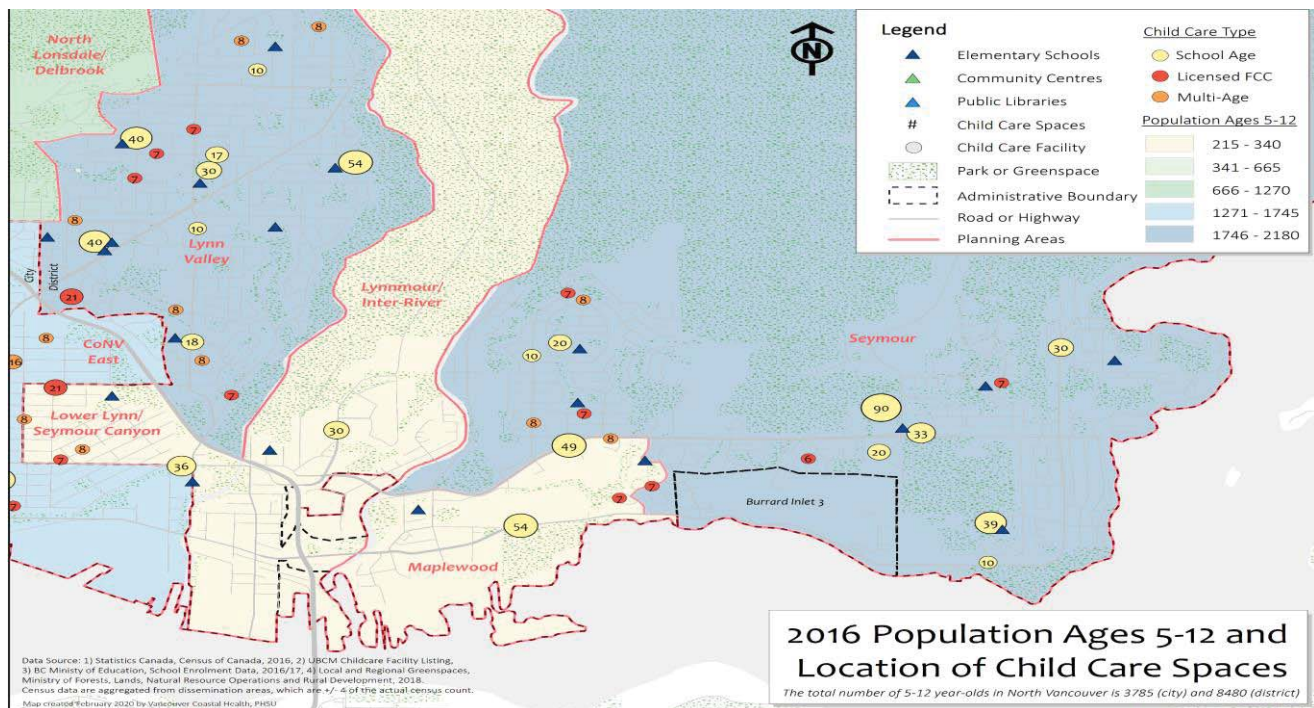 North
Lonsdale/
Delbrook
8
8
10
40
7
7
7
17
30
54
8
10
40
Lynn
Valley
City
District
21
8
8
18
8
CoNV
East
16
21
7
Lower Lynn/
Seymour Canyon
8
8
7
7
36
Lynnmour/
Inter-River
30
7
8
20
10
8
7
49
8
7
7
54
Maplewood
Seymour
30
7
90
33
20
6
Burrard Inlet 3
39
10
N
Legend
Elementary Schools
Community Centres
Public Libraries
# Child Care Spaces
Child Care Facility
Park or Greenspace
Administrative Boundary
Road or Highway
Planning Areas
Child Care Type
School Age
Licensed FCC
Multi-Age
Population Ages 5-12
215 - 340
341 - 665
666 - 1270
1271 - 1745
1746 - 2180
2016 Population Ages 5-12 and
Location of Child Care Spaces
The total number of 5-12 year-olds in North Vancouver is 3785 (city) and 8480 (district)
Data Source: 1) Statistics Canada, Census of Canada, 2016, 2) UBCM Childcare Facility Listing,
3) BC Ministy of Education, School Enrolment Data, 2016/17, 4) Local and Regional Greenspaces,
Ministry of Forests, Lands, Natural Resource Operations and Rural Development, 2018.
Census data are aggregated from dissemination areas, which are +/- 4 of the actual census count.
Map created February 2020 by Vancouver Coastal Health, PHSU